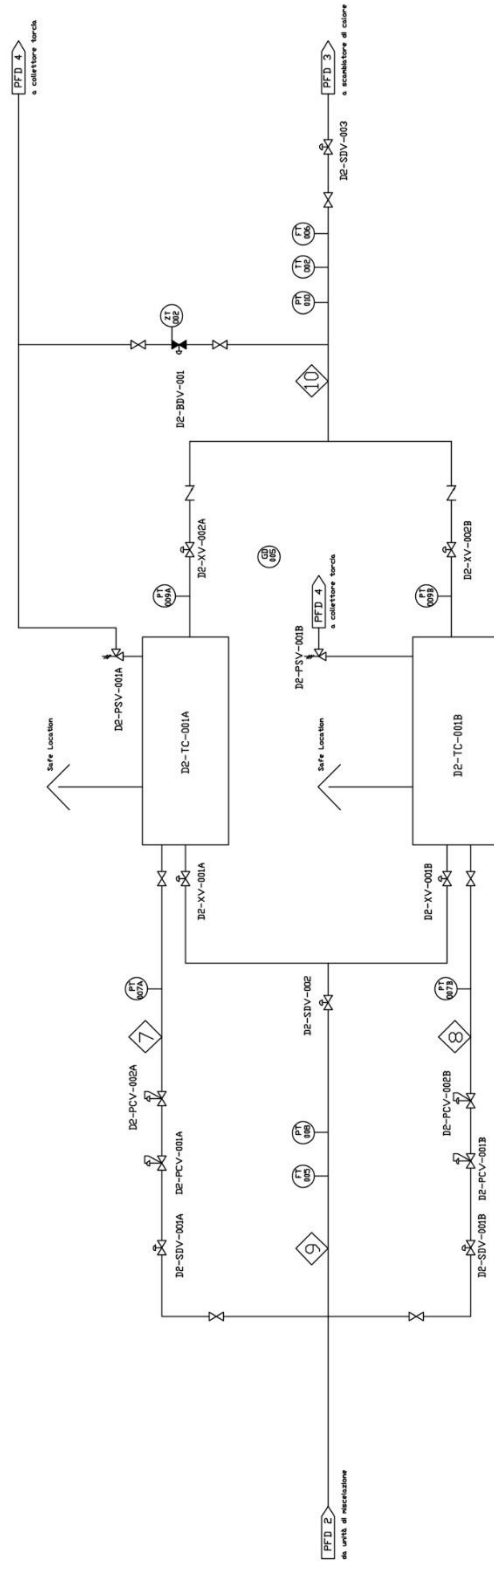 PFD 4
a collettore torcia
ZT
002
D2-BDV-001
PFD 3
a scambiatore di calore
D2-SDV-003
FT
006
TT
002
PT
010
10
D2-XV-002A
PT
009A
D2-PSV-001A
Safe Location
D2-TC-001A
D2-XV-001A
PT
007A
7
D2-PCV-002A
D2-PCV-001A
D2-SDV-001A
GD
005
PFD 4
a collettore torcia
D2-PSV-001B
D2-XV-002B
PT
009B
Safe Location
D2-TC-001B
D2-XV-001B
D2-SDV-002
PT
008
FT
005
9
PT
007B
8
D2-PCV-002B
D2-PCV-001B
D2-SDV-001B
PFD 2
da unità di miscelazione